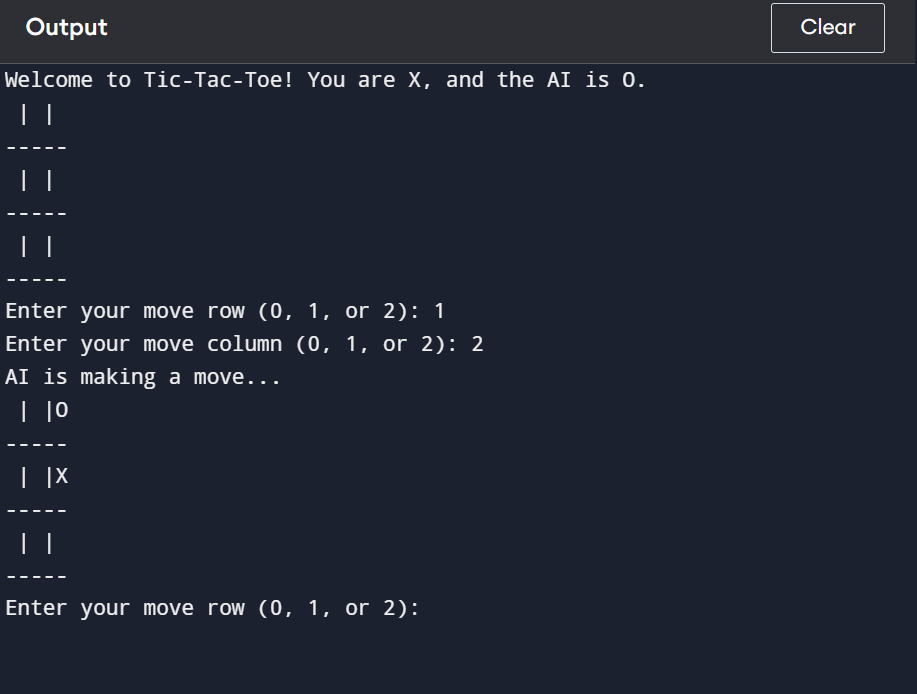 Output
Clear
Welcome to Tic-Tac-Toe! You are X, and the AI is O.
 | |
-----
 | |
-----
 | |
-----
Enter your move row (0, 1, or 2): 1
Enter your move column (0, 1, or 2): 2
AI is making a move...
 | |O
-----
 | |X
-----
 | |
-----
Enter your move row (0, 1, or 2):